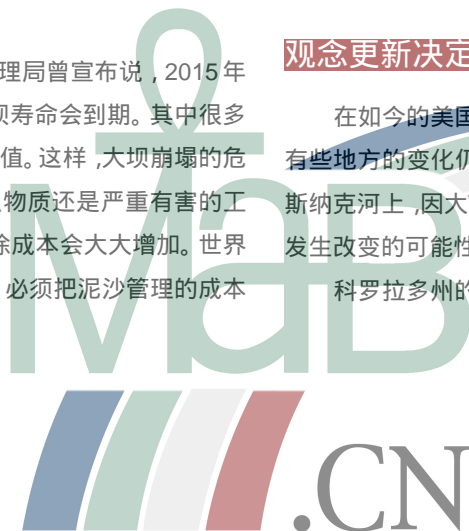 理局曾宣布说，2015年
坝寿命会到期。其中很多
值。这样，大坝崩塌的危
物质还是严重有害的工
除成本会大大增加。世界
必须把泥沙管理的成本
观念更新决定
在如今的美国
有些地方的变化仍
斯纳克河上，因大
发生改变的可能性
科罗拉多州的
MaB
.CN